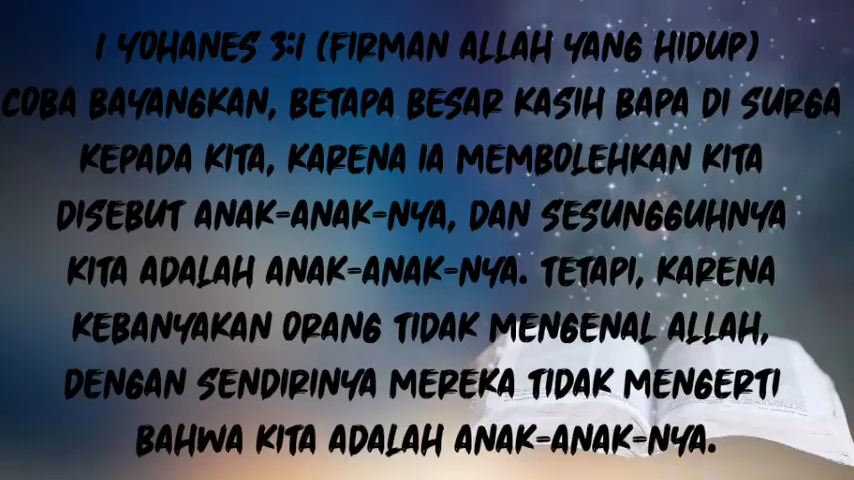 I YOHANES 3:1 (FIRMAN ALLAH YANG HIDUP)
COBA BAYANGKAN, BETAPA BESAR KASIH BAPA DI SURGA
KEPADA KITA, KARENA IA MEMBOLEHKAN KITA
DISEBUT ANAK-ANAK-NYA, DAN SESUNGGUHNYA
KITA ADALAH ANAK-ANAK-NYA. TETAPI, KARENA
KEBANYAKAN ORANG TIDAK MENGENAL ALLAH,
DENGAN SENDIRINYA MEREKA TIDAK MENGERTI
BAHWA KITA ADALAH ANAK-ANAK-NYA.